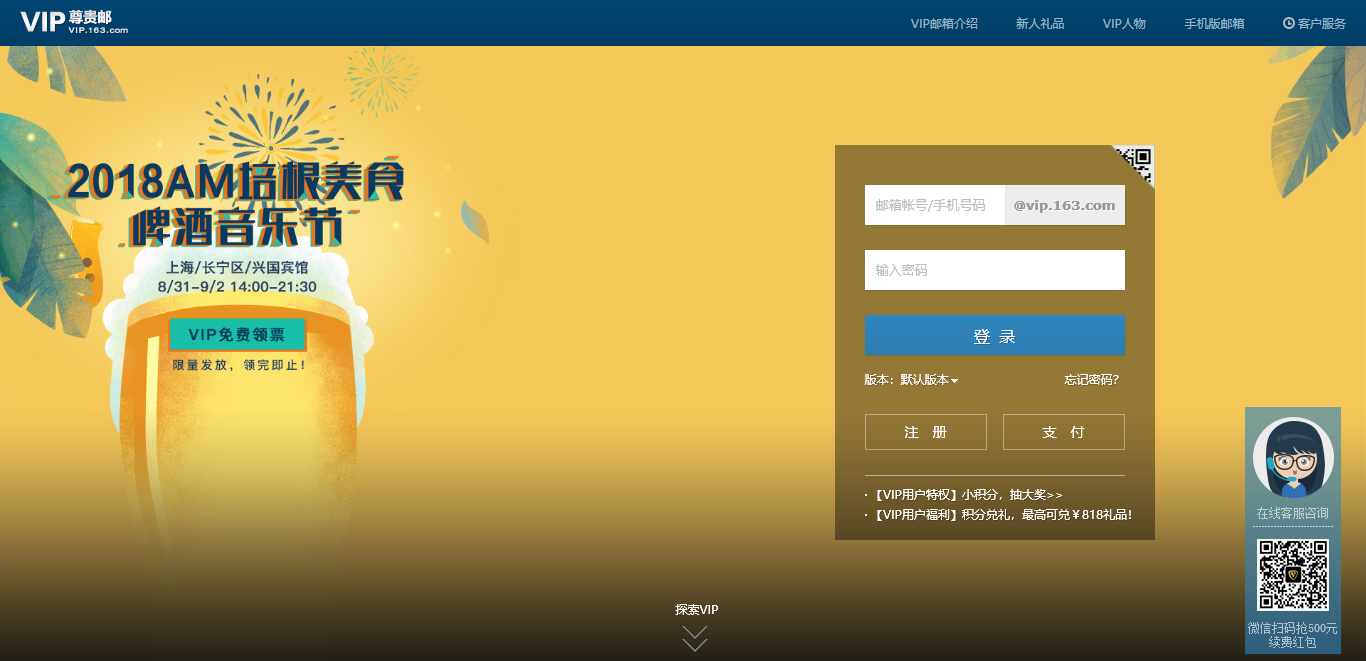 VIP 尊贵邮
VIP.163.com
VIP邮箱介绍 新人礼品 VIP人物 手机版邮箱 客户服务
2018AM培根美食
啤酒音乐节
上海/长宁区/兴国宾馆
8/31-9/2 14:00-21:30
VIP免费领票
限量发放，领完即止！
邮箱帐号/手机号码 @vip.163.com
输入密码
登 录
版本：默认版本 忘记密码?
注 册 支 付
·【VIP用户特权】小积分，抽大奖>>
·【VIP用户福利】积分兑礼，最高可兑￥818礼品!
探索VIP
在线客服咨询
微信扫码抢500元
续费红包